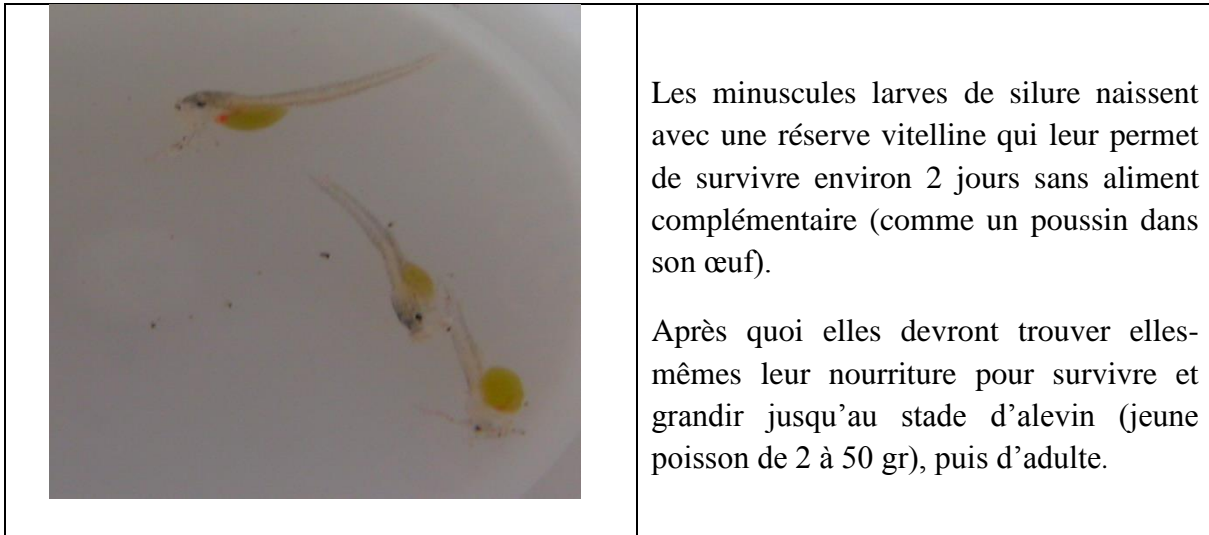 Les minuscules larves de silure naissent
avec une réserve vitelline qui leur permet
de survivre environ 2 jours sans aliment
complémentaire (comme un poussin dans
son œuf).
Après quoi elles devront trouver elles-
mêmes leur nourriture pour survivre et
grandir jusqu’au stade d’alevin (jeune
poisson de 2 à 50 gr), puis d’adulte.